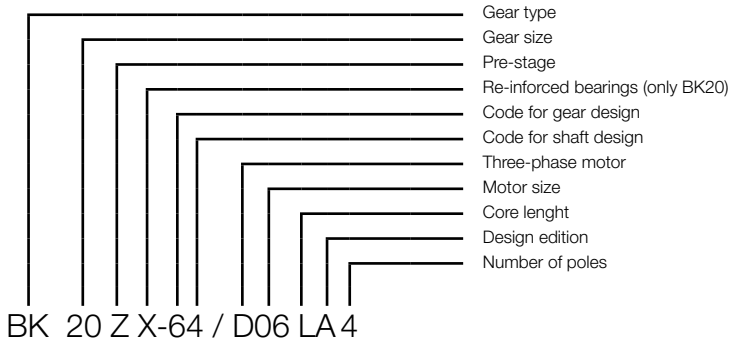 Gear type
Gear size
Pre-stage
Re-inforced bearings (only BK20)
Code for gear design
Code for shaft design
Three-phase motor
Motor size
Core lenght
Design edition
Number of poles
BK 20 Z X-64 / D06 LA 4